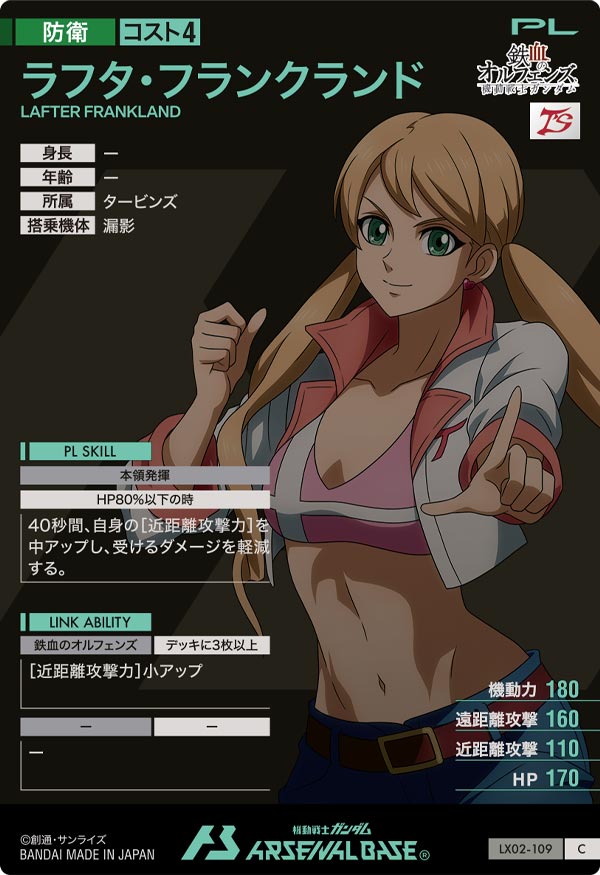 防衛 コスト4
PL
ラフタ・フランクランド
LAFTER FRANKLAND
鉄血のオルフェンズ
機動戦士ガンダム
T'S
身長 ー
年齢 ー
所属 タービンズ
搭乗機体 漏影
PL SKILL
本領発揮
HP80%以下の時
40秒間、自身の[近距離攻撃力]を
中アップし、受けるダメージを軽減
する。
LINK ABILITY
鉄血のオルフェンズ デッキに3枚以上
[近距離攻撃力]小アップ
ー ー
ー
機動力 180
遠距離攻撃 160
近距離攻撃 110
HP 170
©創通・サンライズ
BANDAI MADE IN JAPAN
機動戦士ガンダム
ARSENAL BASE®
LX02-109 C